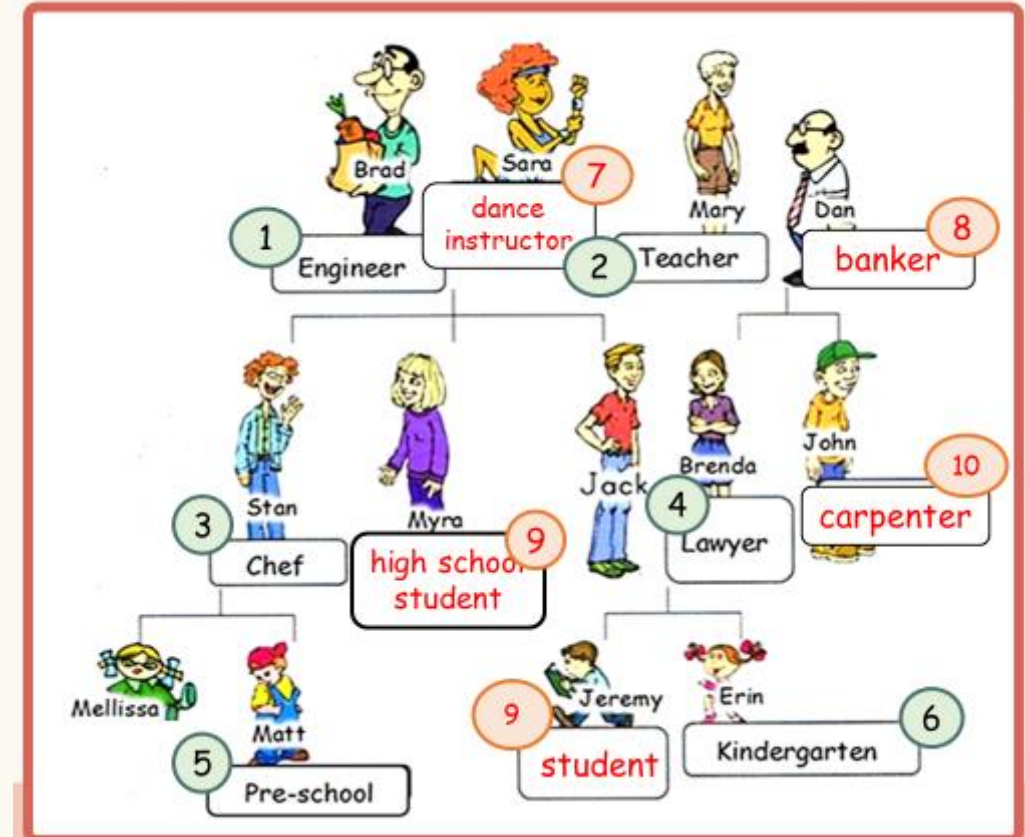 Brad
Sara
7
Mary
Dan
1
Engineer
dance
instructor
2
Teacher
8
banker
Stan
3
Chef
Myra
9
high school
student
Jack
Brenda
4
Lawyer
John
10
carpenter
Mellissa
Matt
5
Pre-school
Jeremy
9
student
Erin
6
Kindergarten